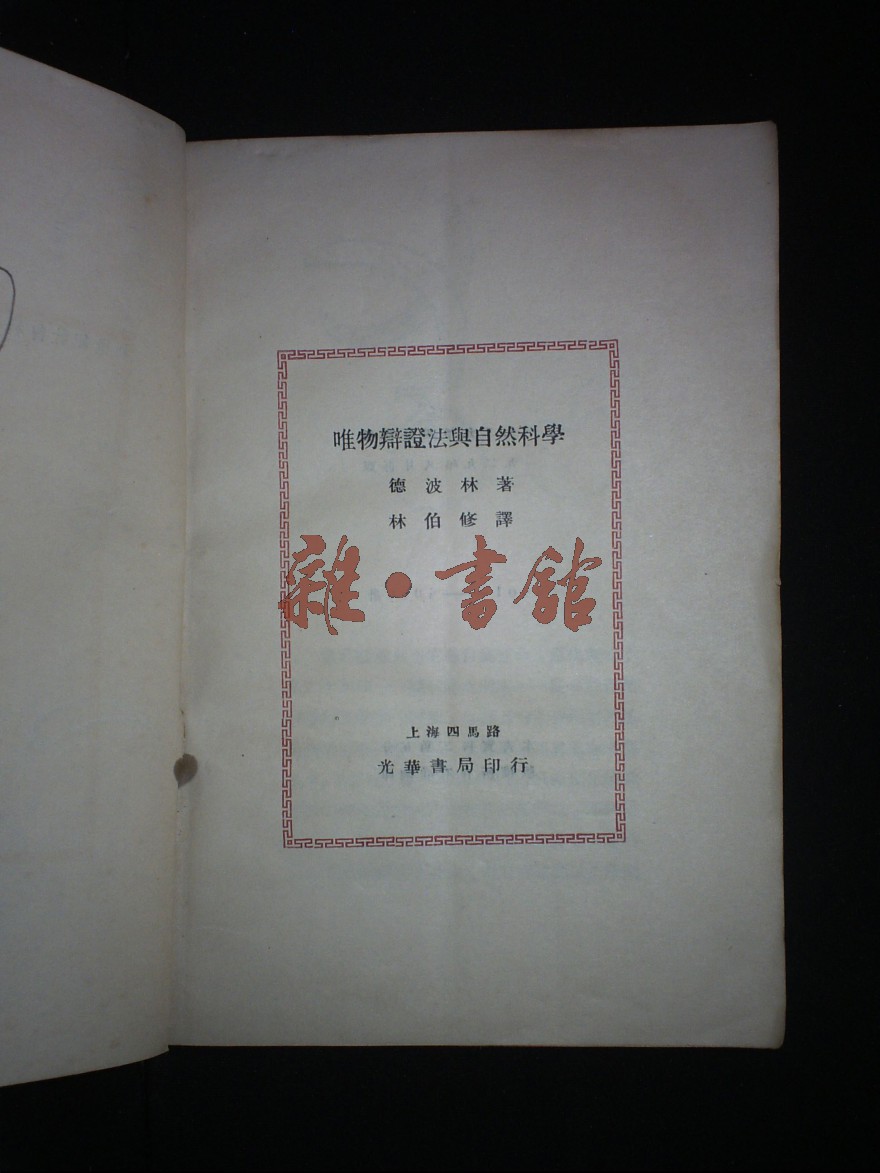 唯物辯證法與自然科學
德波林著
林伯修譯
雜·書館
上海四馬路
光華書局印行